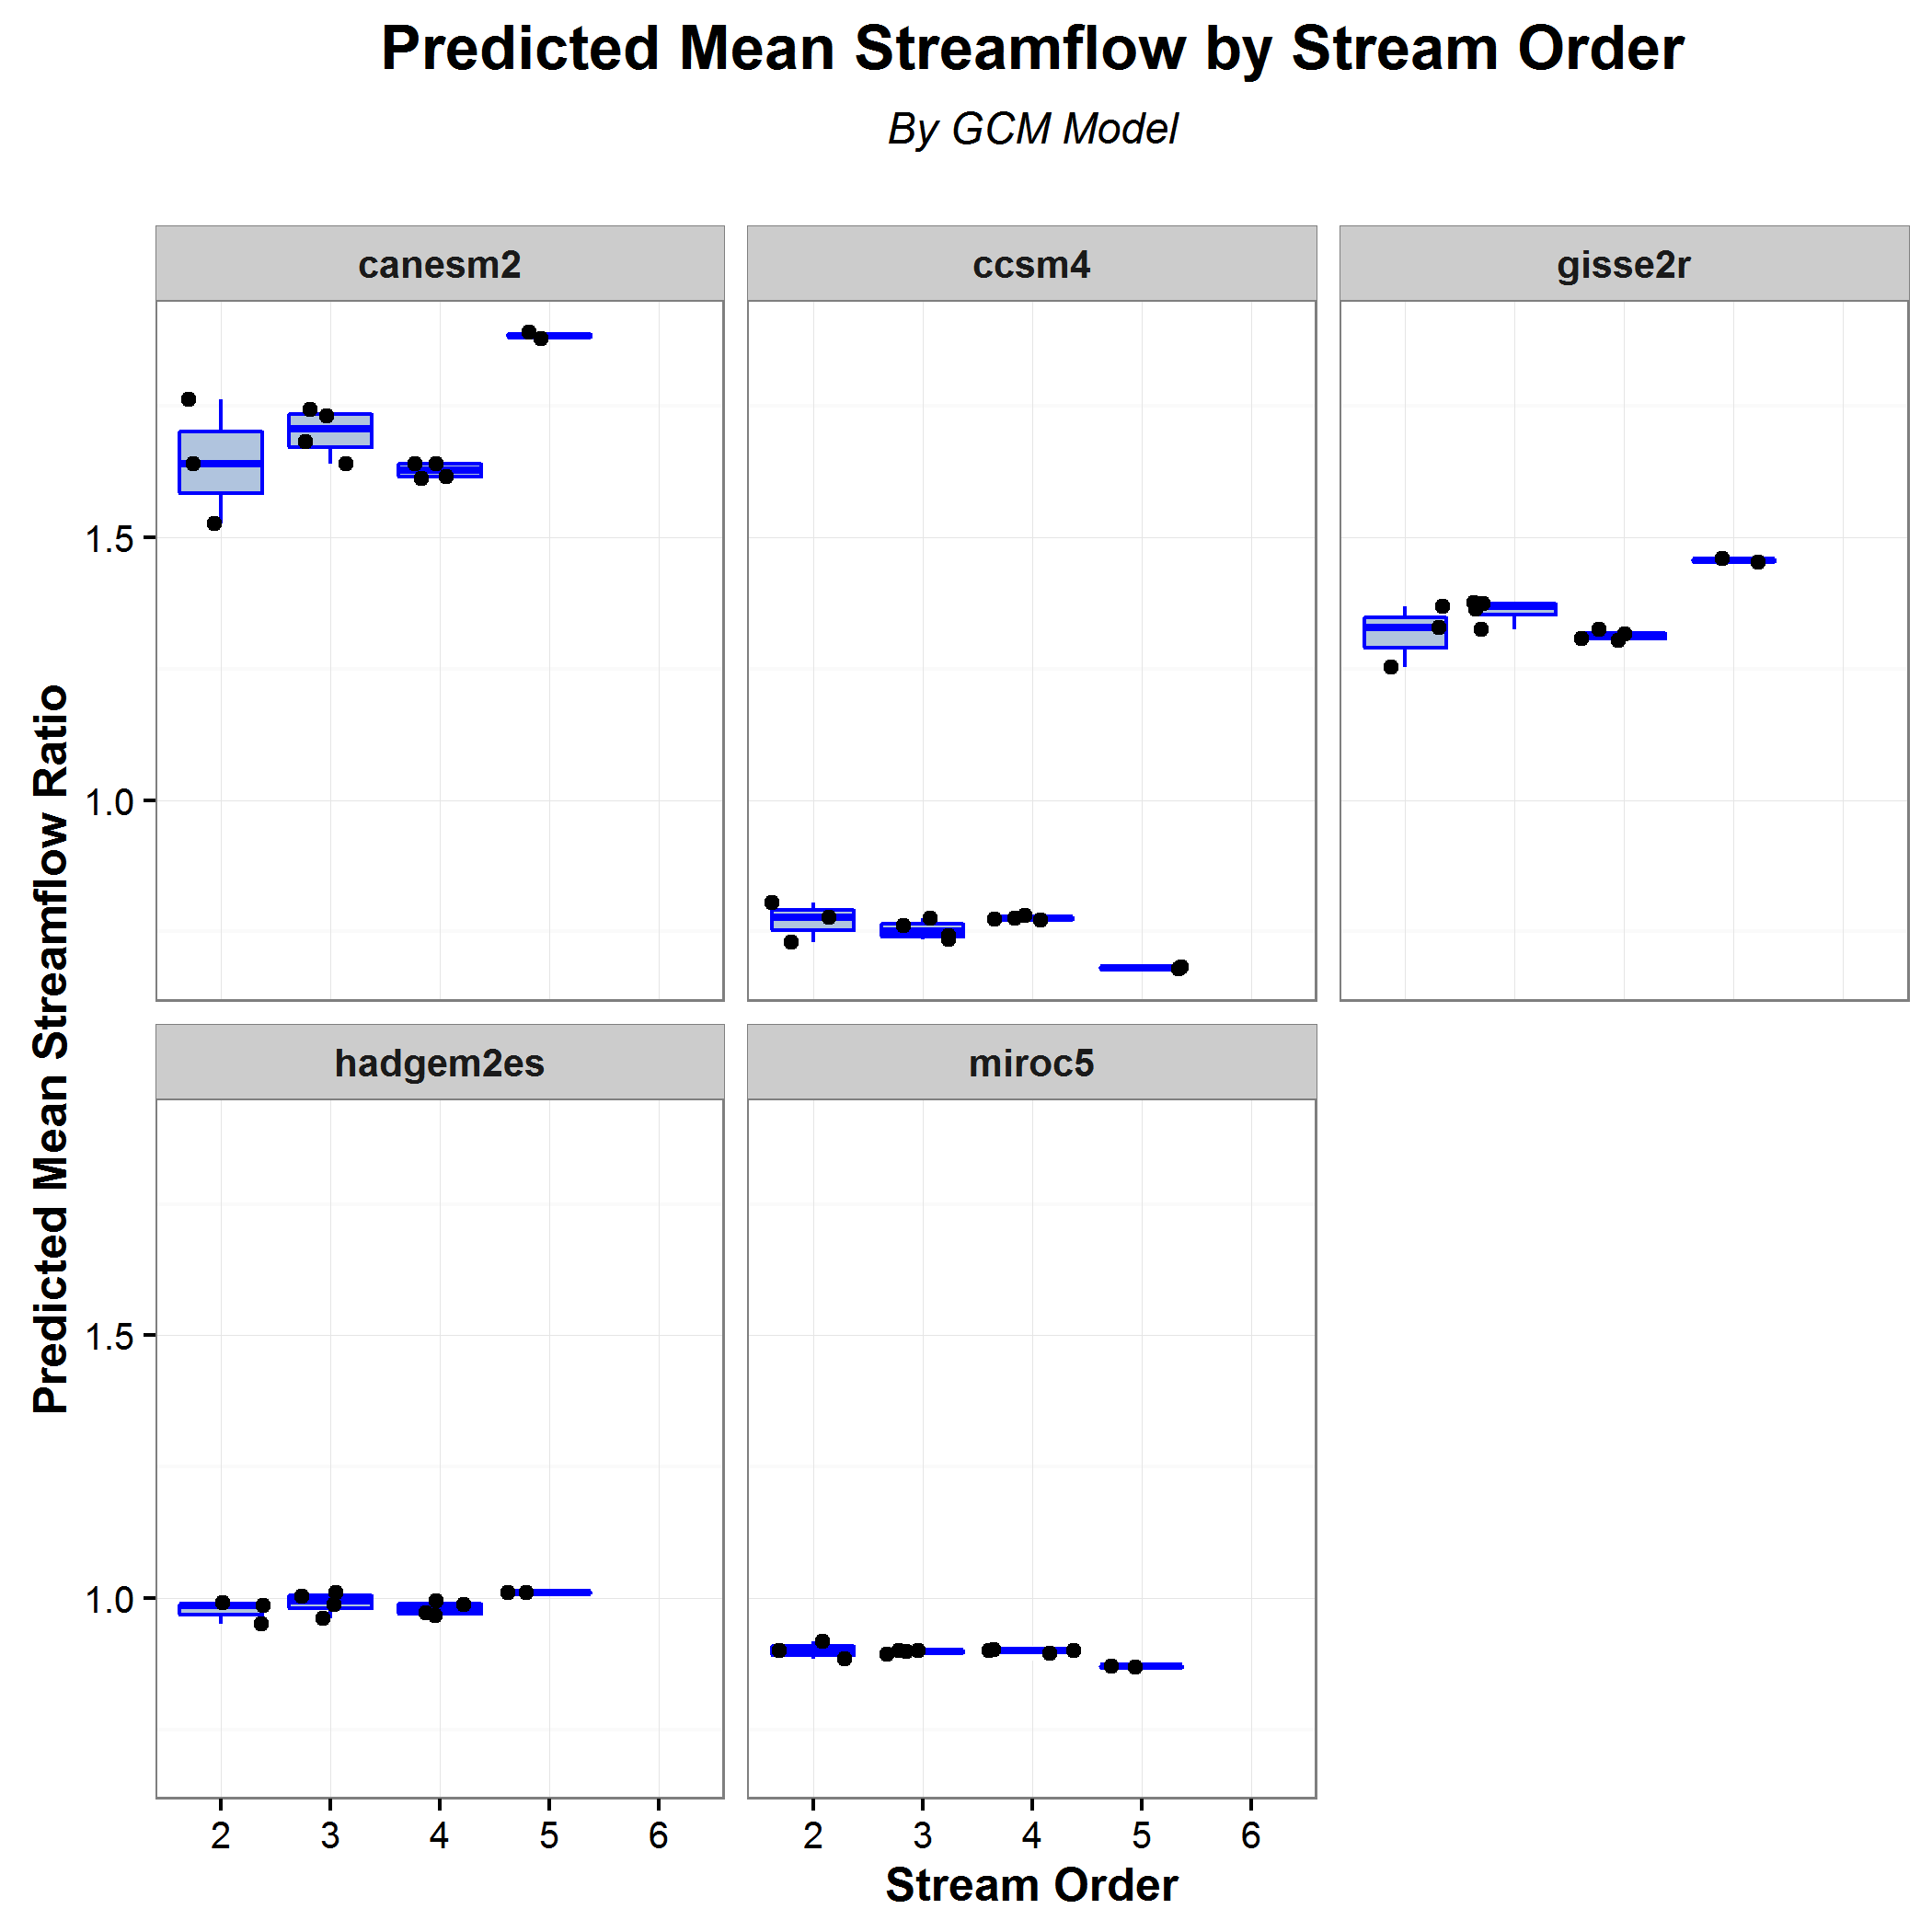 Predicted Mean Streamflow by Stream Order
By GCM Model
canesm2
ccsm4
gisse2r
1.5
1.0
Predicted Mean Streamflow Ratio
hadgem2es
miroc5
1.5
1.0
2 3 4 5 6
2 3 4 5 6
Stream Order